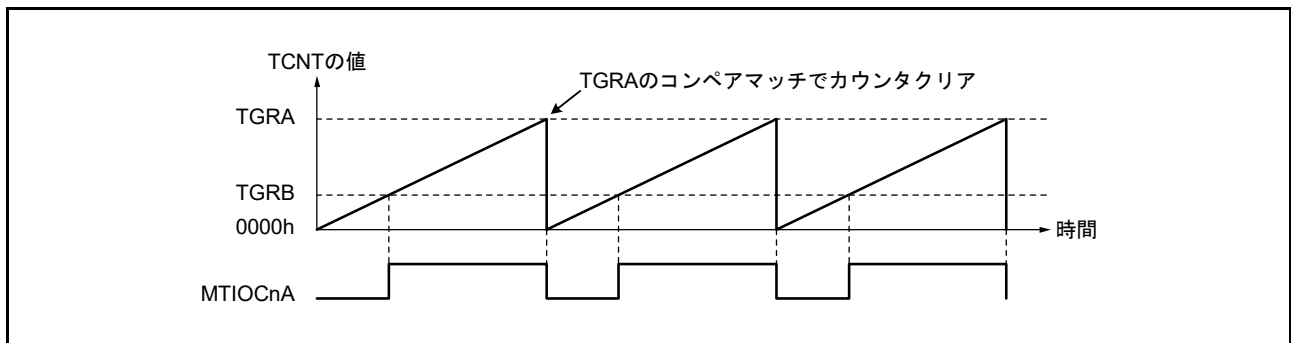 TCNTの値
TGRAのコンペアマッチでカウンタクリア
TGRA
TGRB
0000h
時間
MTIOCnA